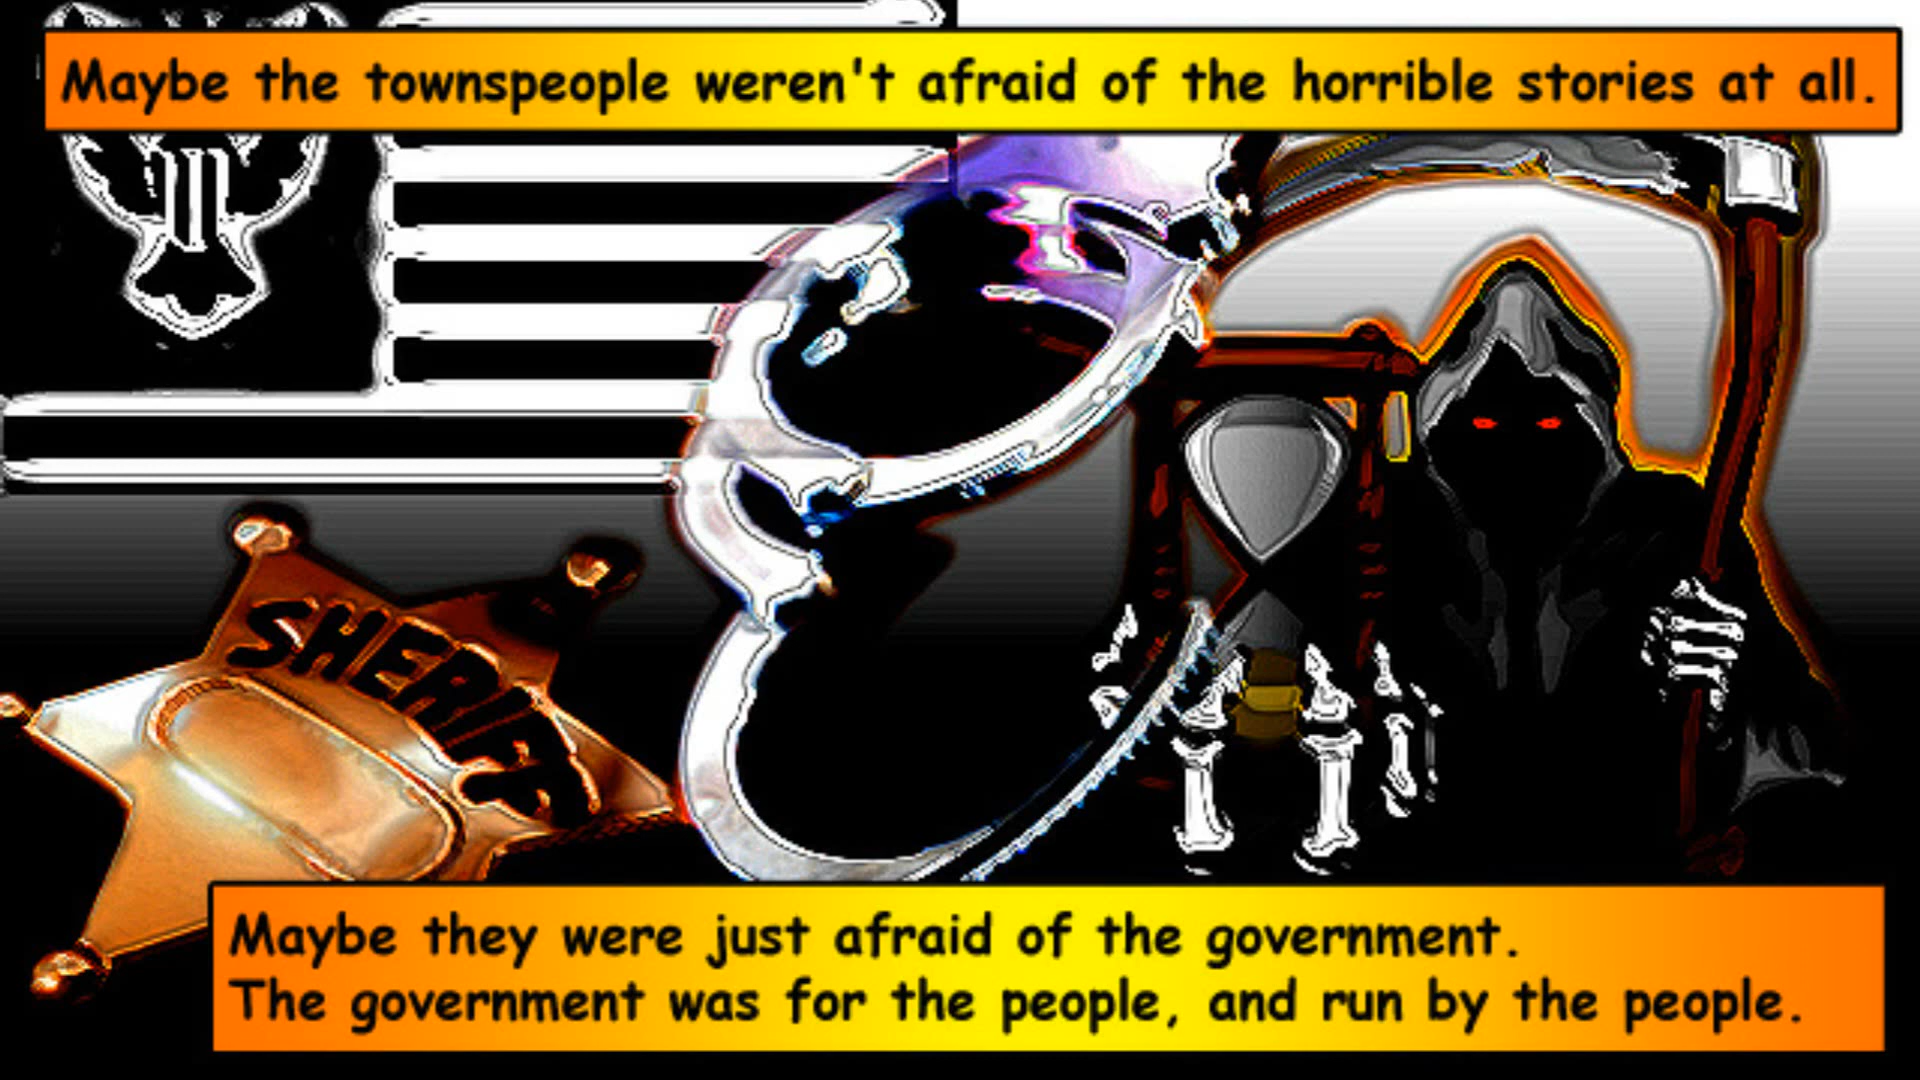 Maybe the townspeople weren't afraid of the horrible stories at all.
SHERIFF
Maybe they were just afraid of the government.
The government was for the people, and run by the people.